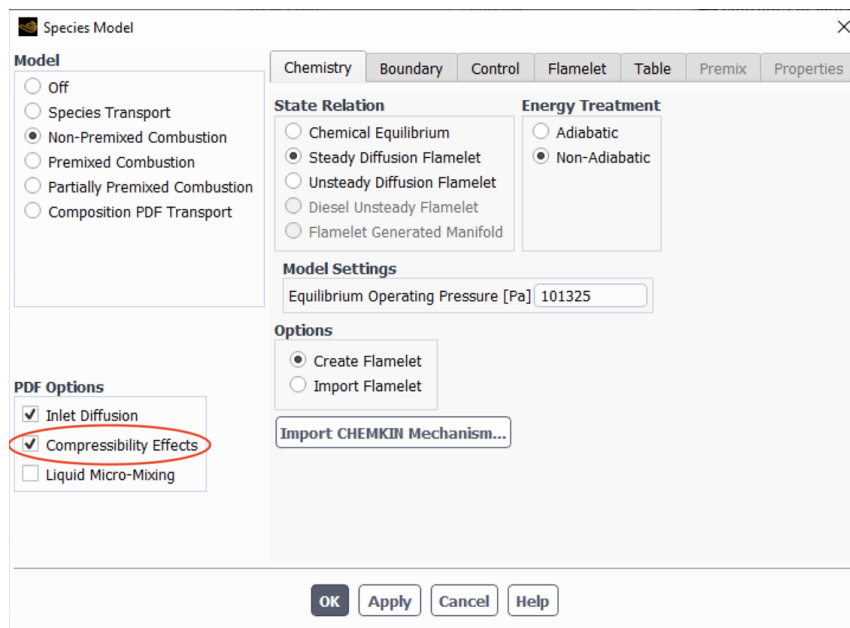 Species Model
Model
Off
Species Transport
Non-Premixed Combustion
Premixed Combustion
Partially Premixed Combustion
Composition PDF Transport
PDF Options
Inlet Diffusion
Compressibility Effects
Liquid Micro-Mixing
Chemistry Boundary Control Flamelet Table Premix Properties
State Relation
Chemical Equilibrium
Steady Diffusion Flamelet
Unsteady Diffusion Flamelet
Diesel Unsteady Flamelet
Flamelet Generated Manifold
Energy Treatment
Adiabatic
Non-Adiabatic
Model Settings
Equilibrium Operating Pressure [Pa] 101325
Options
Create Flamelet
Import Flamelet
Import CHEMKIN Mechanism...
OK Apply Cancel Help